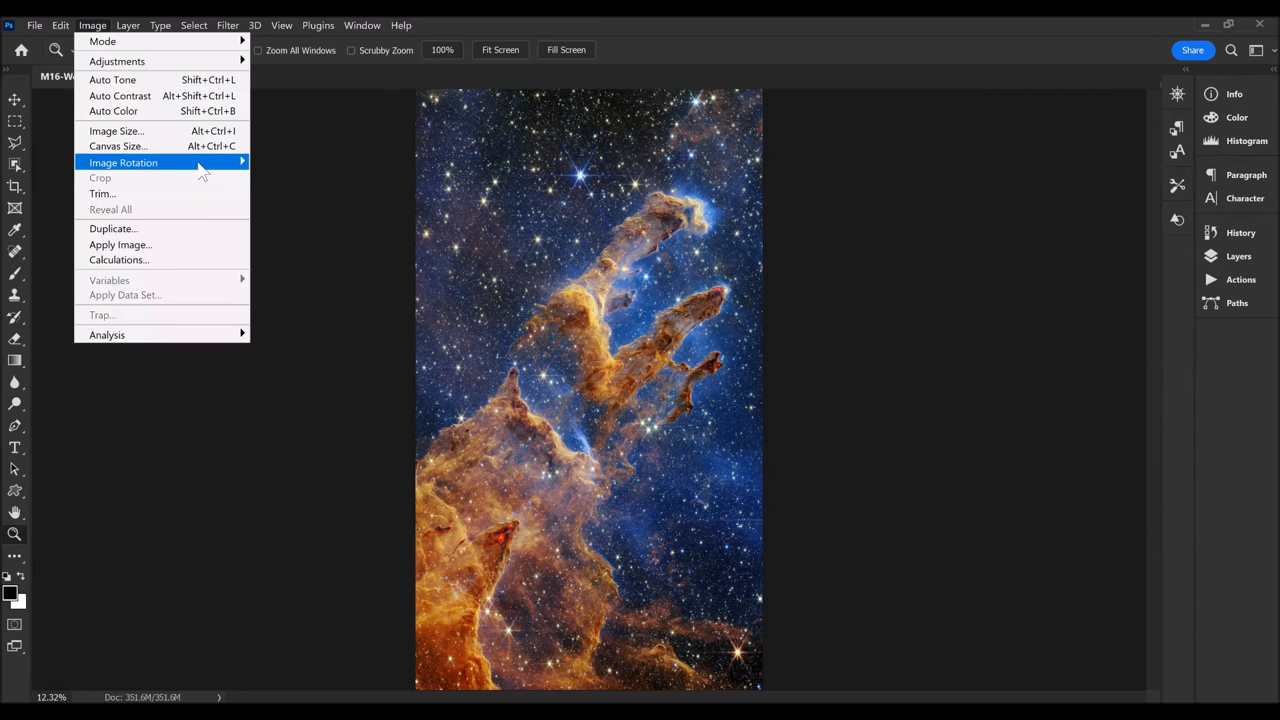 Ps File Edit Image Layer Type Select Filter 3D View Plugins Window Help
Zoom All Windows Scrubby Zoom 100% Fit Screen Fill Screen Share
Mode
Adjustments
Auto Tone Shift+Ctrl+L
Auto Contrast Alt+Shift+Ctrl+L
Auto Color Shift+Ctrl+B
Image Size... Alt+Ctrl+I
Canvas Size... Alt+Ctrl+C
Image Rotation
Crop
Trim...
Reveal All
Duplicate...
Apply Image...
Calculations...
Variables
Apply Data Set...
Trap...
Analysis
Info
Color
Histogram
Paragraph
Character
History
Layers
Actions
Paths
12.32% Doc: 351.6M/351.6M